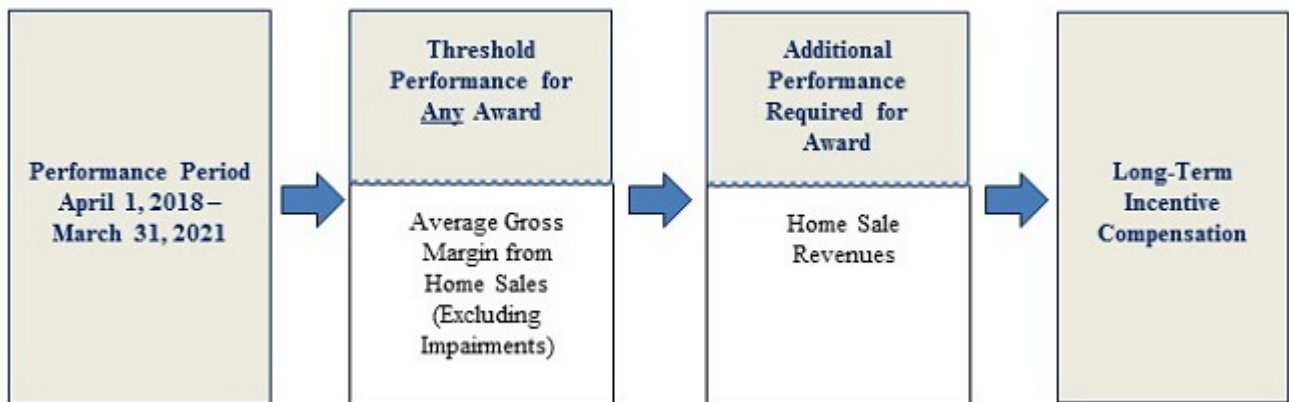 Performance Period
April 1, 2018 –
March 31, 2021
Threshold
Performance for
Any Award
Average Gross
Margin from
Home Sales
(Excluding
Impairments)
Additional
Performance
Required for
Award
Home Sale
Revenues
Long-Term
Incentive
Compensation